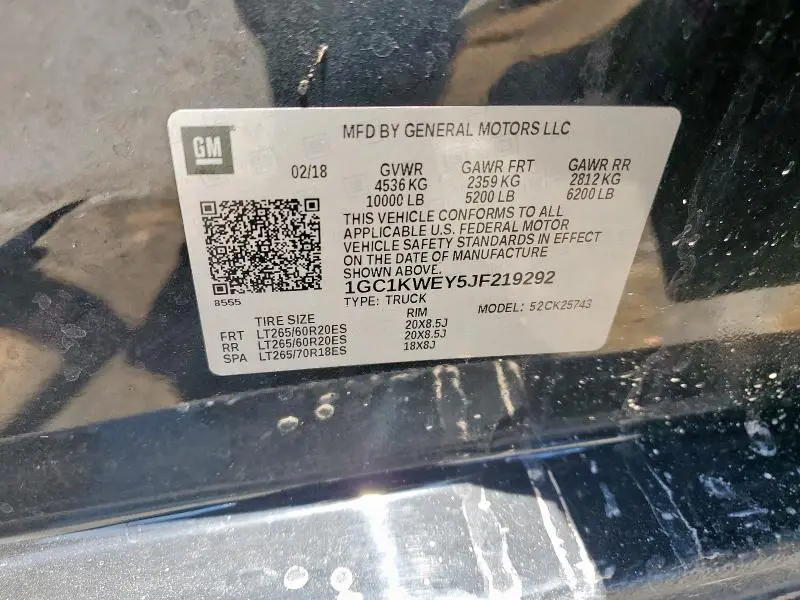 GM
MFD BY GENERAL MOTORS LLC
02/18
GVWR
4536 KG
10000 LB
GAWR FRT
2359 KG
5200 LB
GAWR RR
2812 KG
6200 LB
THIS VEHICLE CONFORMS TO ALL
APPLICABLE U.S. FEDERAL MOTOR
VEHICLE SAFETY STANDARDS IN EFFECT
ON THE DATE OF MANUFACTURE
SHOWN ABOVE.
8555
1GC1KWEY5JF219292
TYPE: TRUCK
MODEL: 52CK25743
TIRE SIZE RIM
FRT LT265/60R20ES 20X8.5J
RR LT265/60R20ES 20X8.5J
SPA LT265/70R18ES 18X8J